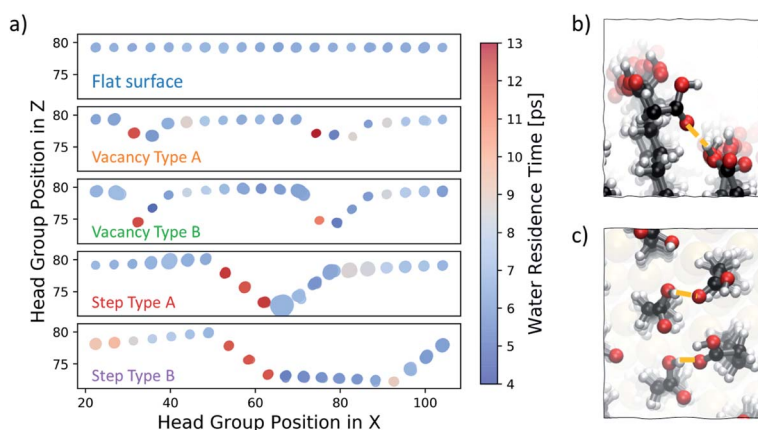 a)
80
75
Flat surface
80
75
Vacancy Type A
80
75
Vacancy Type B
80
75
Step Type A
80
75
Step Type B
20 40 60 80 100
Head Group Position in X
Head Group Position in Z
13
12
11
10
9
8
7
6
5
4
Water Residence Time [ps]
b)
c)